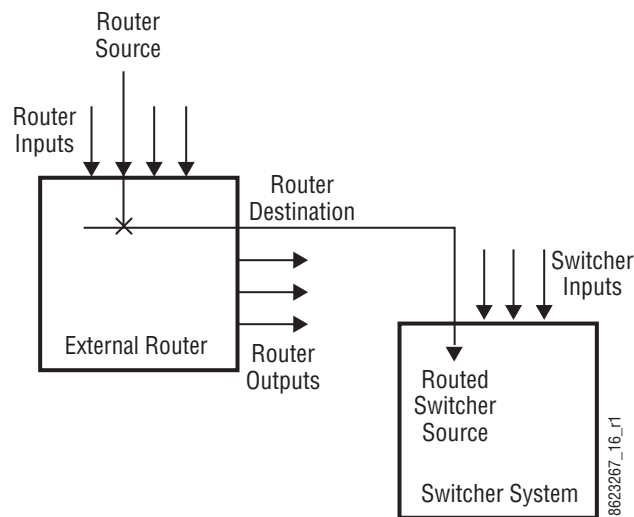 Router
Source
Router
Inputs
Router
Destination
Switcher
Inputs
External Router
Router
Outputs
Routed
Switcher
Source
Switcher System
8623267_16_r1